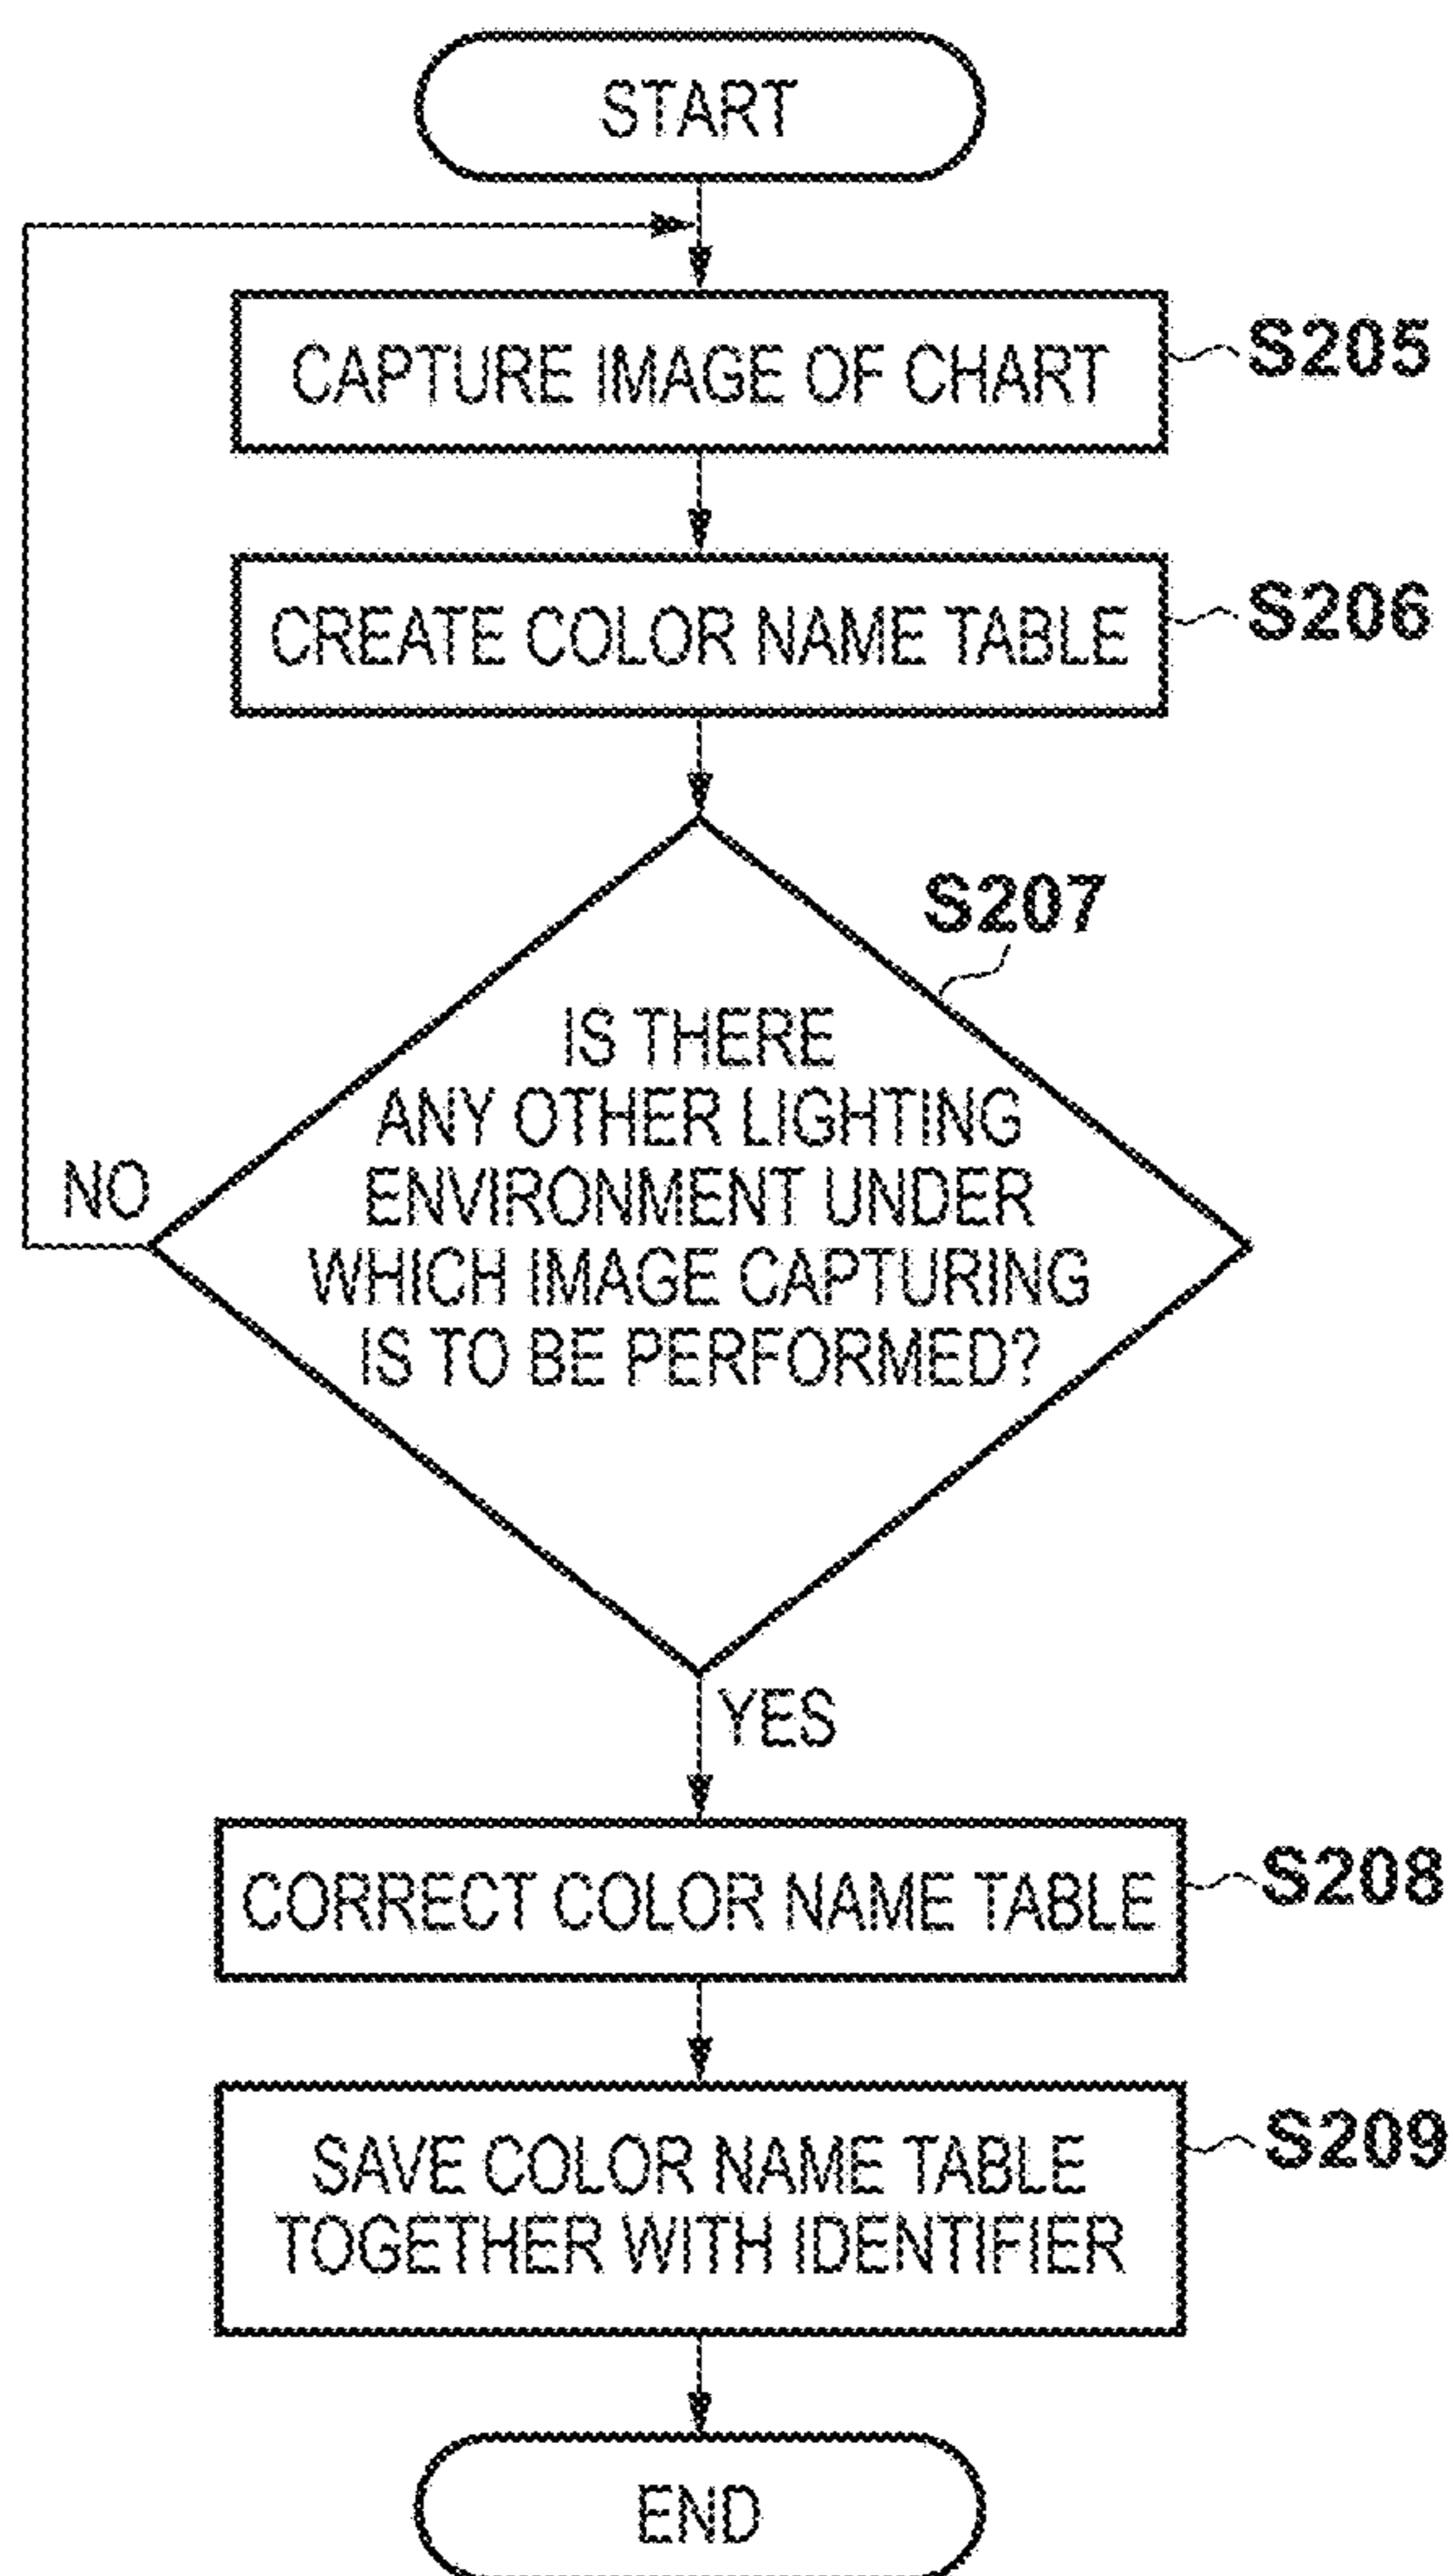 START
CAPTURE IMAGE OF CHART
S205
CREATE COLOR NAME TABLE
S206
S207
IS THERE
ANY OTHER LIGHTING
ENVIRONMENT UNDER
WHICH IMAGE CAPTURING
IS TO BE PERFORMED?
NO
YES
CORRECT COLOR NAME TABLE
S208
SAVE COLOR NAME TABLE
TOGETHER WITH IDENTIFIER
S209
END